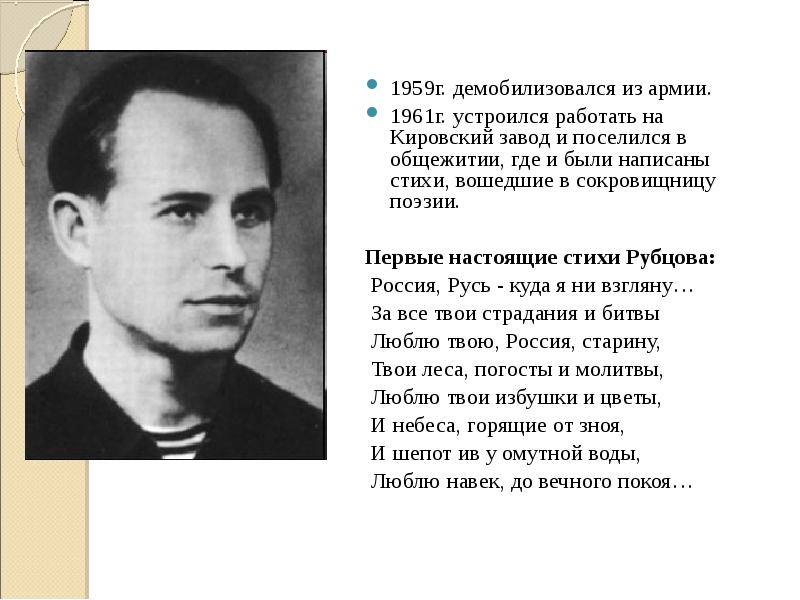 1959г. демобилизовался из армии.
1961г. устроился работать на
Кировский завод и поселился в
общежитии, где и были написаны
стихи, вошедшие в сокровищницу
поэзии.
Первые настоящие стихи Рубцова:
Россия, Русь - куда я ни взгляну…
За все твои страдания и битвы
Люблю твою, Россия, старину,
Твои леса, погосты и молитвы,
Люблю твои избушки и цветы,
И небеса, горящие от зноя,
И шепот ив у омутной воды,
Люблю навек, до вечного покоя…